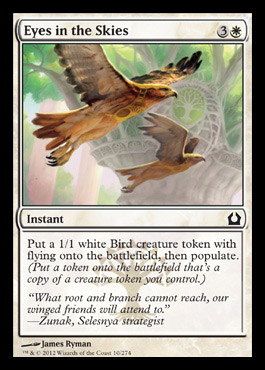 Eyes in the Skies 3
Instant
Put a 1/1 white Bird creature token with
flying onto the battlefield, then populate.
(Put a token onto the battlefield that's a
copy of a creature token you control.)
"What root and branch cannot reach, our
winged friends will attend to."
—Zunak, Selesnya strategist
James Ryman
™ & © 2012 Wizards of the Coast 10/274